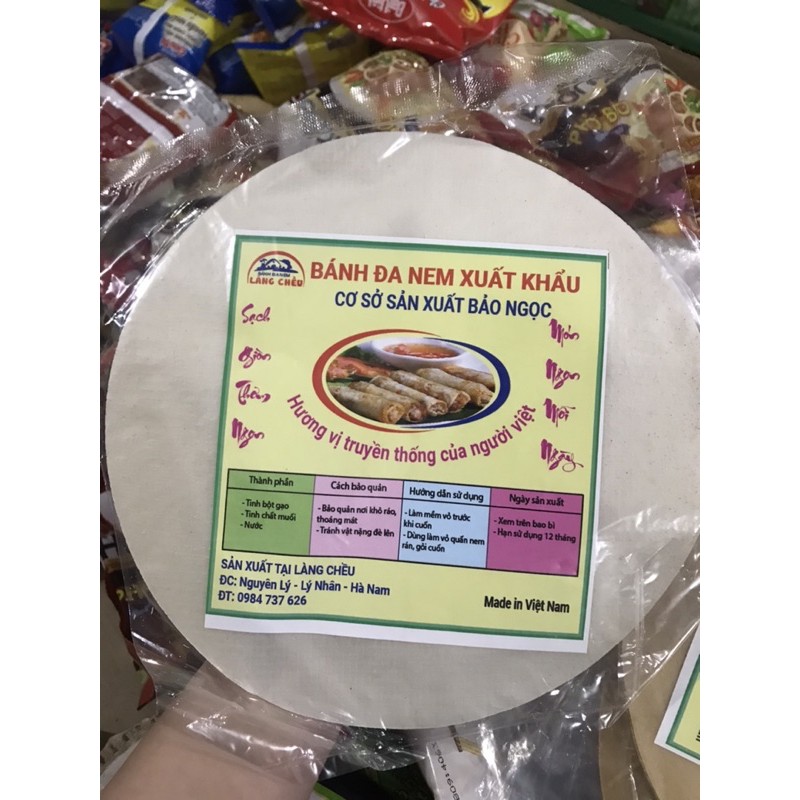 BÁNH ĐA NEM
LÀNG CHỀU
BÁNH ĐA NEM XUẤT KHẨU
CƠ SỞ SẢN XUẤT BẢO NGỌC
Sạch
Giòn
Thơm
Ngon
Món
Ngon
Mỗi
Ngày
Hương vị truyền thống của người việt
Thành phần
- Tinh bột gạo
- Tinh chất muối
- Nước
Cách bảo quản
- Bảo quản nơi khô ráo,
thoáng mát
- Tránh vật nặng đè lên
Hướng dẫn sử dụng
- Làm mềm vỏ trước
khi cuốn
- Dùng làm vỏ quấn nem
rán, gỏi cuốn
Ngày sản xuất
- Xem trên bao bì
- Hạn sử dụng 12 tháng
SẢN XUẤT TẠI LÀNG CHỀU
ĐC: Nguyên Lý - Lý Nhân - Hà Nam
ĐT: 0984 737 626
Made in Việt Nam